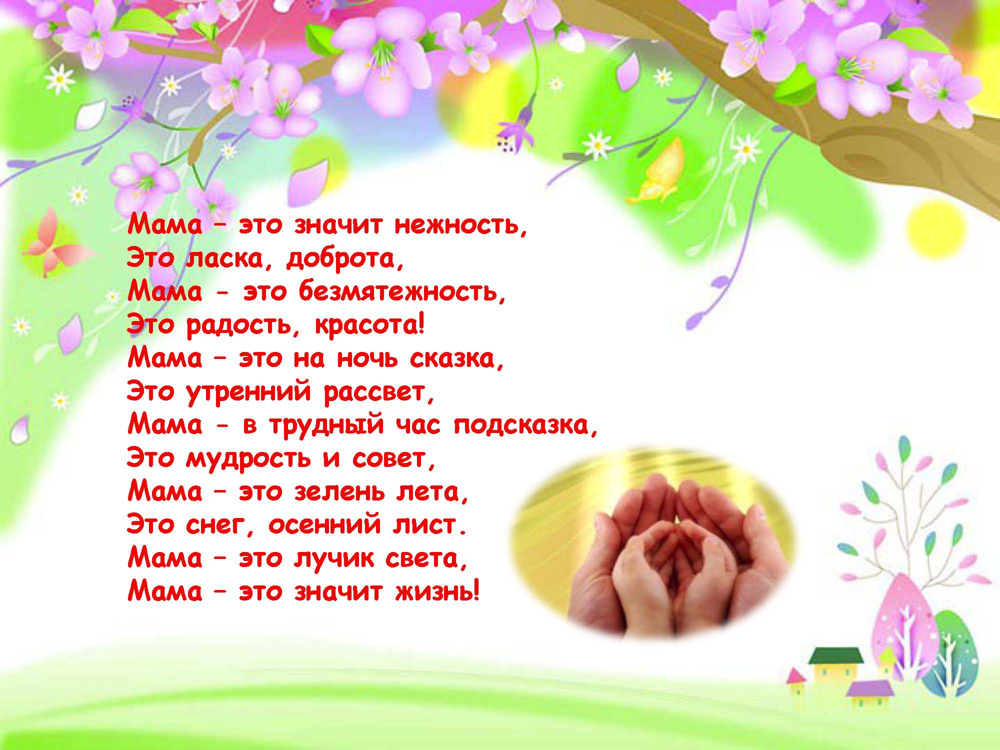 Мама – это значит нежность,
Это ласка, доброта,
Мама - это безмятежность,
Это радость, красота!
Мама – это на ночь сказка,
Это утренний рассвет,
Мама - в трудный час подсказка,
Это мудрость и совет,
Мама – это зелень лета,
Это снег, осенний лист.
Мама – это лучик света,
Мама – это значит жизнь!